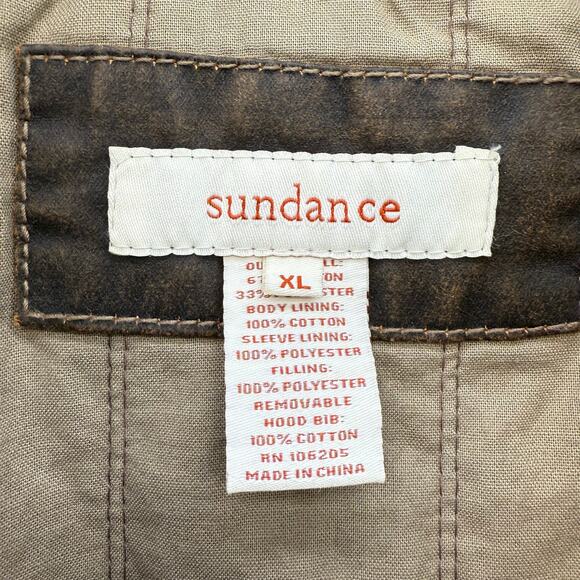 sundance
XL
33%
BODY LINING:
100% COTTON
SLEEVE LINING:
100% POLYESTER
FILLING:
100% POLYESTER
REMOVABLE
HOOD BIB:
100% COTTON
RN 106205
MADE IN CHINA